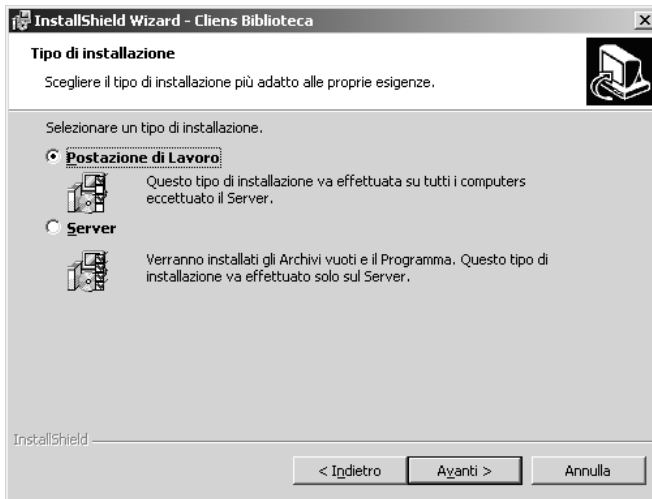 InstallShield Wizard - Cliens Biblioteca
Tipo di installazione
Scegliere il tipo di installazione più adatto alle proprie esigenze.
Selezionare un tipo di installazione.
Postazione di Lavoro
Questo tipo di installazione va effettuata su tutti i computers
eccettuato il Server.
Server
Verranno installati gli Archivi vuoti e il Programma. Questo tipo di
installazione va effettuato solo sul Server.
InstallShield
< Indietro
Avanti >
Annulla